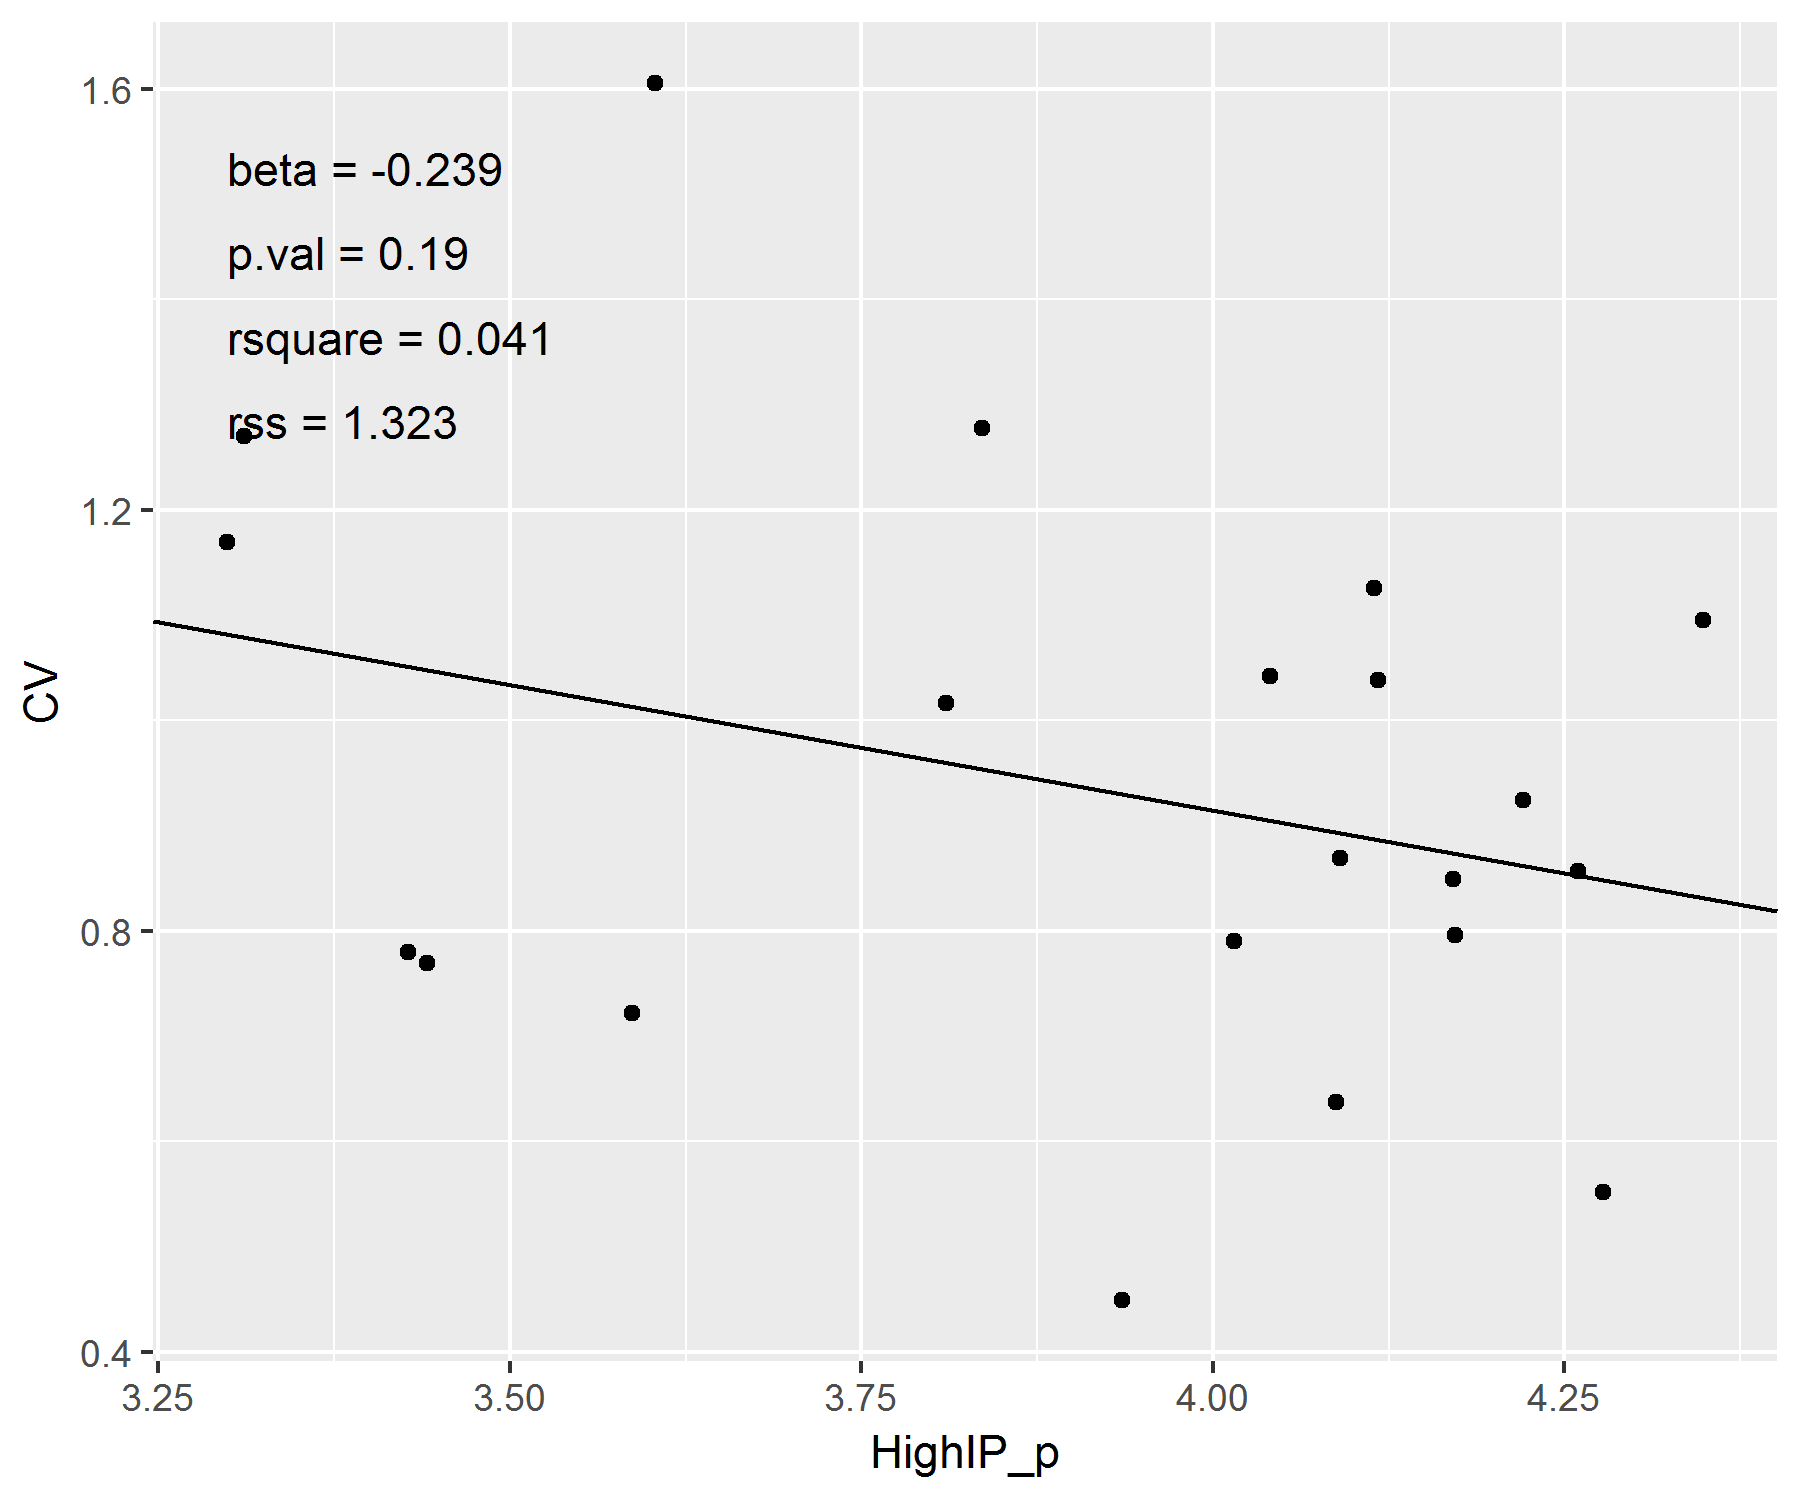 1.6
beta = -0.239
p.val = 0.19
rsquare = 0.041
rss = 1.323
1.2
CV
0.8
0.4
3.25 3.50 3.75 4.00 4.25
HighIP_p